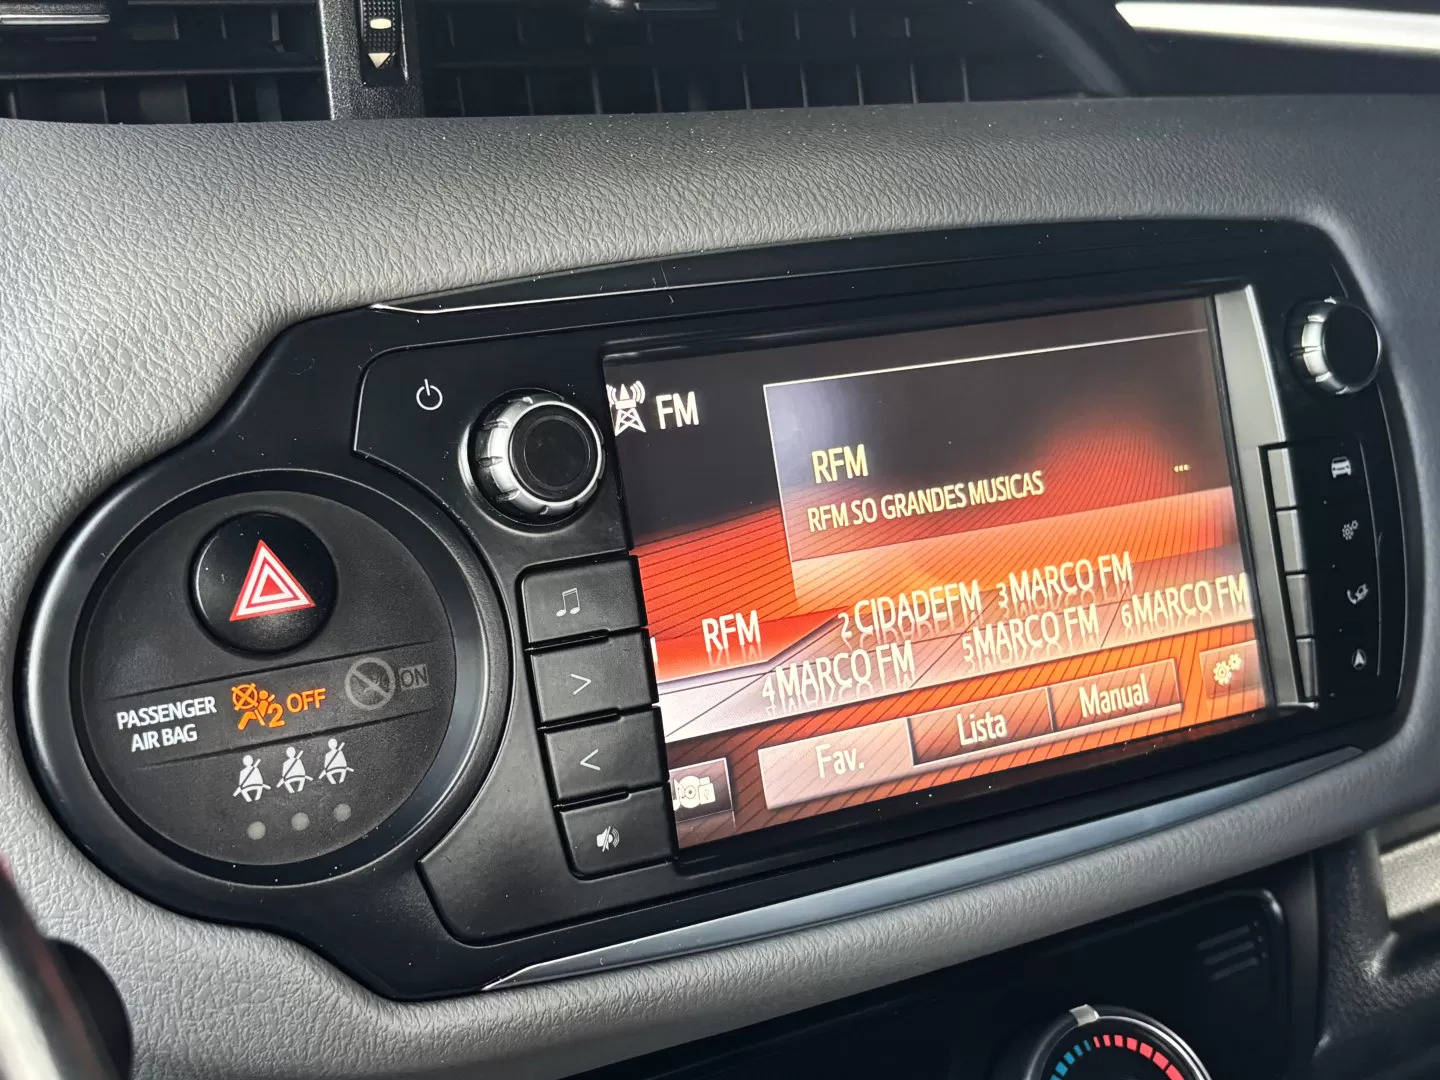 FM
RFM
RFM SO GRANDES MUSICAS
...
RFM
2 CIDADEFM
3 MARCO FM
4 MARCO FM
5 MARCO FM
6 MARCO FM
Fav.
Lista
Manual
PASSENGER
AIR BAG
2 OFF
ON